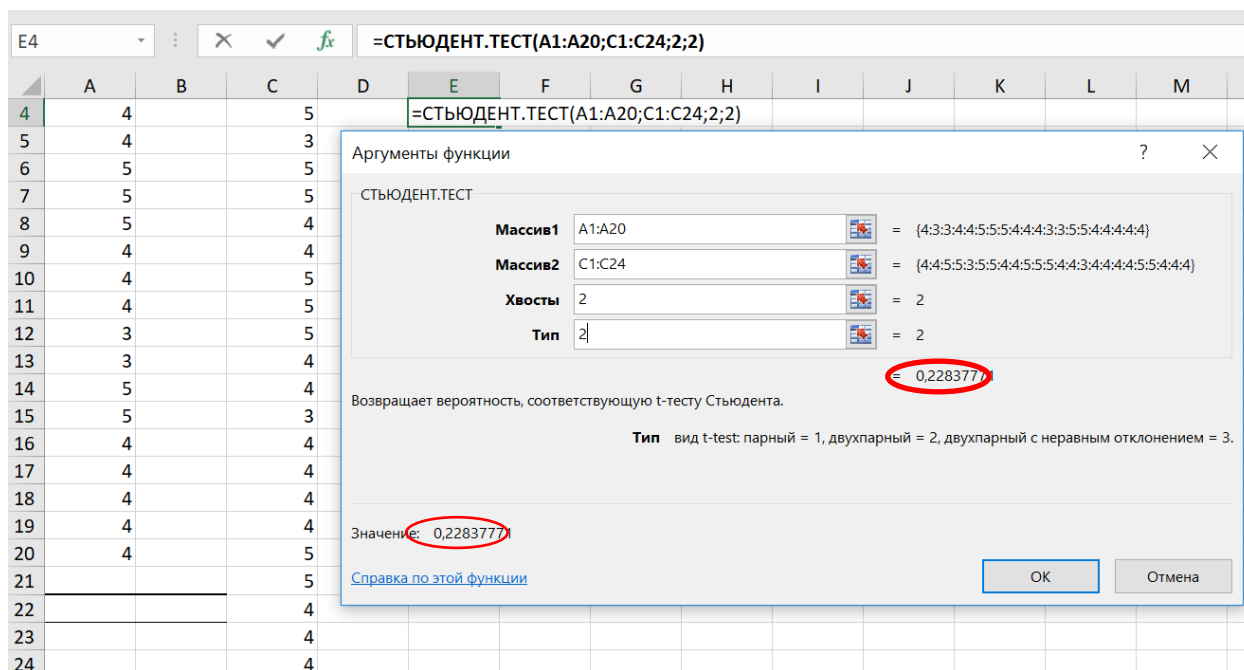 E4 =СТЬЮДЕНТ.ТЕСТ(A1:A20;C1:C24;2;2)
A B C D E F G H I J K L M
4 4 5 =СТЬЮДЕНТ.ТЕСТ(A1:A20;C1:C24;2;2)
5 4 3
6 5 5
7 5 5
8 5 4
9 4 4
10 4 5
11 4 5
12 3 5
13 3 4
14 5 4
15 5 3
16 4 4
17 4 4
18 4 4
19 4 4
20 4 5
21 5
22 4
23 4
24 4
Аргументы функции ?
СТЬЮДЕНТ.ТЕСТ
Массив1 A1:A20 = {4:3:3:4:4:5:5:5:4:4:4:3:3:5:5:4:4:4:4:4}
Массив2 C1:C24 = {4:4:5:5:3:5:5:4:4:5:5:5:4:4:3:4:4:4:4:5:5:4:4:4}
Хвосты 2 = 2
Тип 2 = 2
= 0,22837771
Возвращает вероятность, соответствующую t-тесту Стьюдента.
Тип вид t-test: парный = 1, двухпарный = 2, двухпарный с неравным отклонением = 3.
Значение: 0,22837771
Справка по этой функции
ОК Отмена